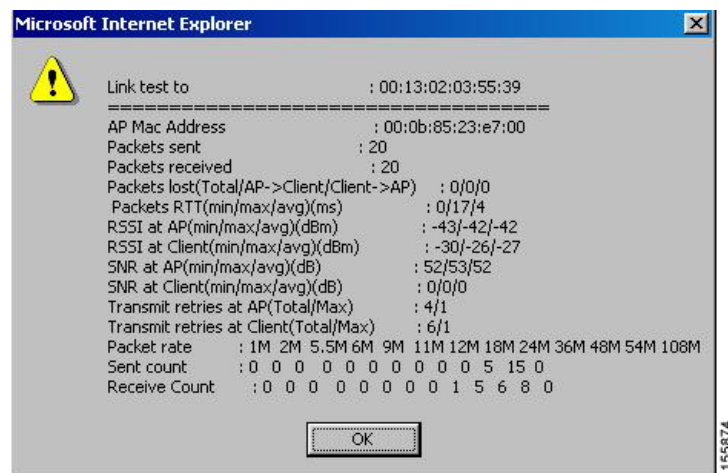 Microsoft Internet Explorer
Link test to : 00:13:02:03:55:39
=====================================
AP Mac Address : 00:0b:85:23:e7:00
Packets sent : 20
Packets received : 20
Packets lost(Total/AP->Client/Client->AP) : 0/0/0
Packets RTT(min/max/avg)(ms) : 0/17/4
RSSI at AP(min/max/avg)(dBm) : -43/-42/-42
RSSI at Client(min/max/avg)(dBm) : -30/-26/-27
SNR at AP(min/max/avg)(dB) : 52/53/52
SNR at Client(min/max/avg)(dB) : 0/0/0
Transmit retries at AP(Total/Max) : 4/1
Transmit retries at Client(Total/Max) : 6/1
Packet rate : 1M 2M 5.5M 6M 9M 11M 12M 18M 24M 36M 48M 54M 108M
Sent count : 0 0 0 0 0 0 0 0 0 0 5 15 0
Receive Count : 0 0 0 0 0 0 0 0 1 5 6 8 0
OK
155874